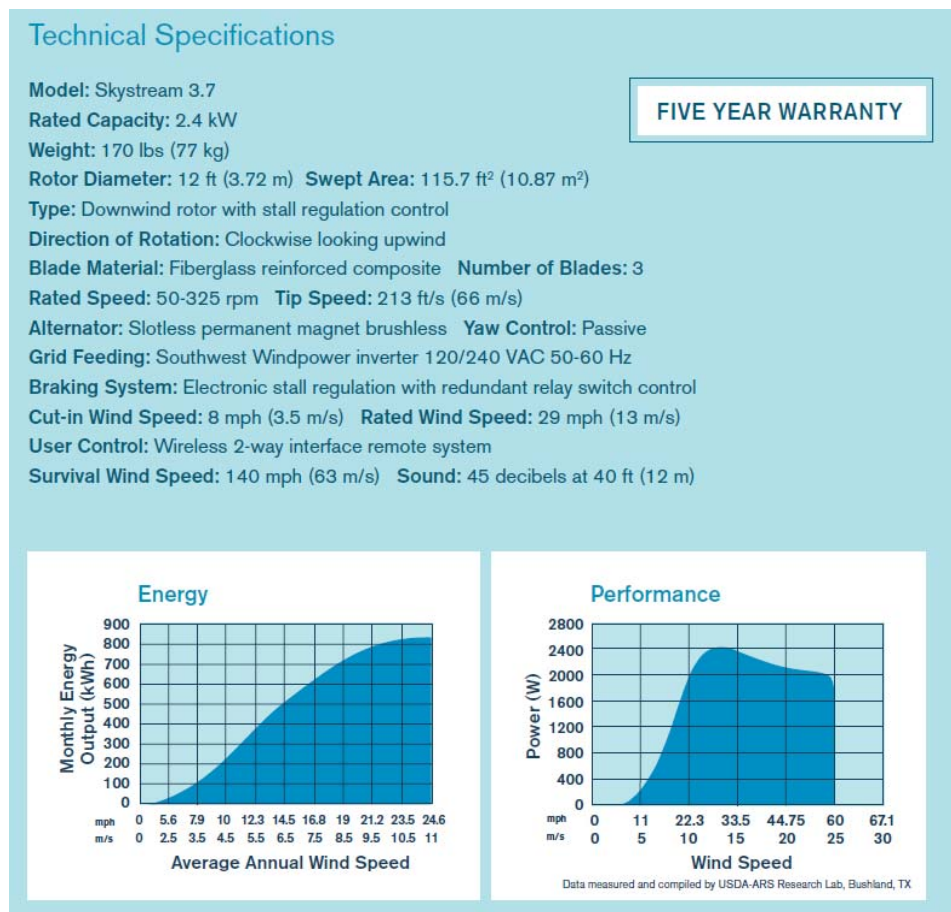 Technical Specifications
Model: Skystream 3.7
Rated Capacity: 2.4 kW
Weight: 170 lbs (77 kg)
FIVE YEAR WARRANTY
Rotor Diameter: 12 ft (3.72 m) Swept Area: 115.7 ft² (10.87 m²)
Type: Downwind rotor with stall regulation control
Direction of Rotation: Clockwise looking upwind
Blade Material: Fiberglass reinforced composite Number of Blades: 3
Rated Speed: 50-325 rpm Tip Speed: 213 ft/s (66 m/s)
Alternator: Slotless permanent magnet brushless Yaw Control: Passive
Grid Feeding: Southwest Windpower inverter 120/240 VAC 50-60 Hz
Braking System: Electronic stall regulation with redundant relay switch control
Cut-in Wind Speed: 8 mph (3.5 m/s) Rated Wind Speed: 29 mph (13 m/s)
User Control: Wireless 2-way interface remote system
Survival Wind Speed: 140 mph (63 m/s) Sound: 45 decibels at 40 ft (12 m)
Energy
Monthly Energy
Output (kWh)
900
800
700
600
500
400
300
200
100
0
mph 0 5.6 7.9 10 12.3 14.5 16.8 19 21.2 23.5 24.6
m/s 0 2.5 3.5 4.5 5.5 6.5 7.5 8.5 9.5 10.5 11
Average Annual Wind Speed
Performance
Power (W)
2800
2400
2000
1600
1200
800
400
0
mph 0 11 22.3 33.5 44.75 60 67.1
m/s 0 5 10 15 20 25 30
Wind Speed
Data measured and compiled by USDA-ARS Research Lab, Bushland, TX